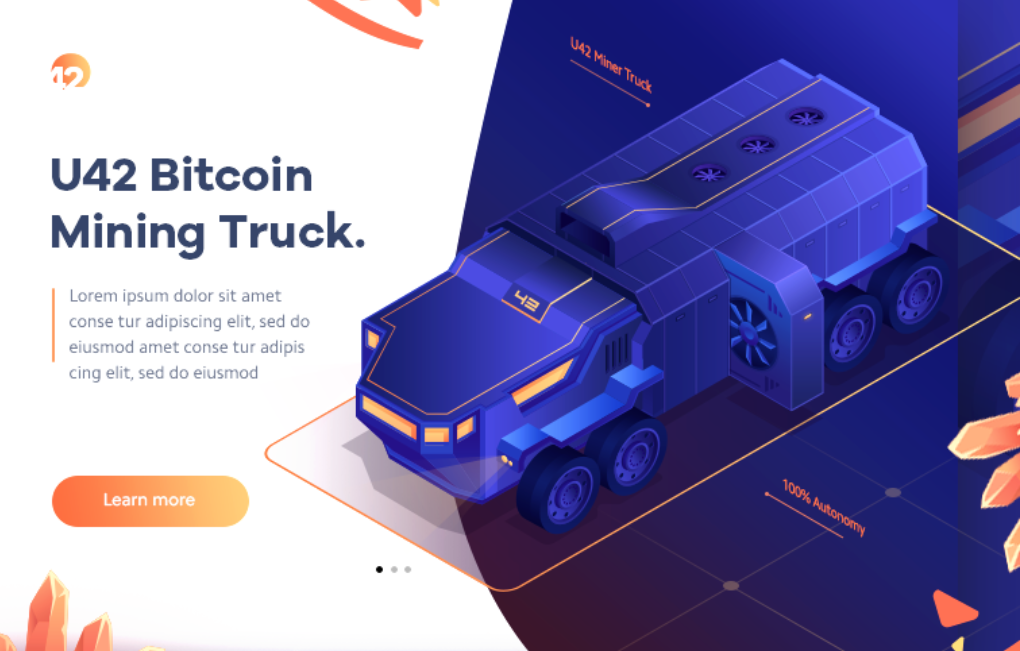 42
U42 Miner Truck
U42 Bitcoin
Mining Truck.
Lorem ipsum dolor sit amet
conse tur adipiscing elit, sed do
eiusmod amet conse tur adipis
cing elit, sed do eiusmod
42
Learn more
100% Autonomy